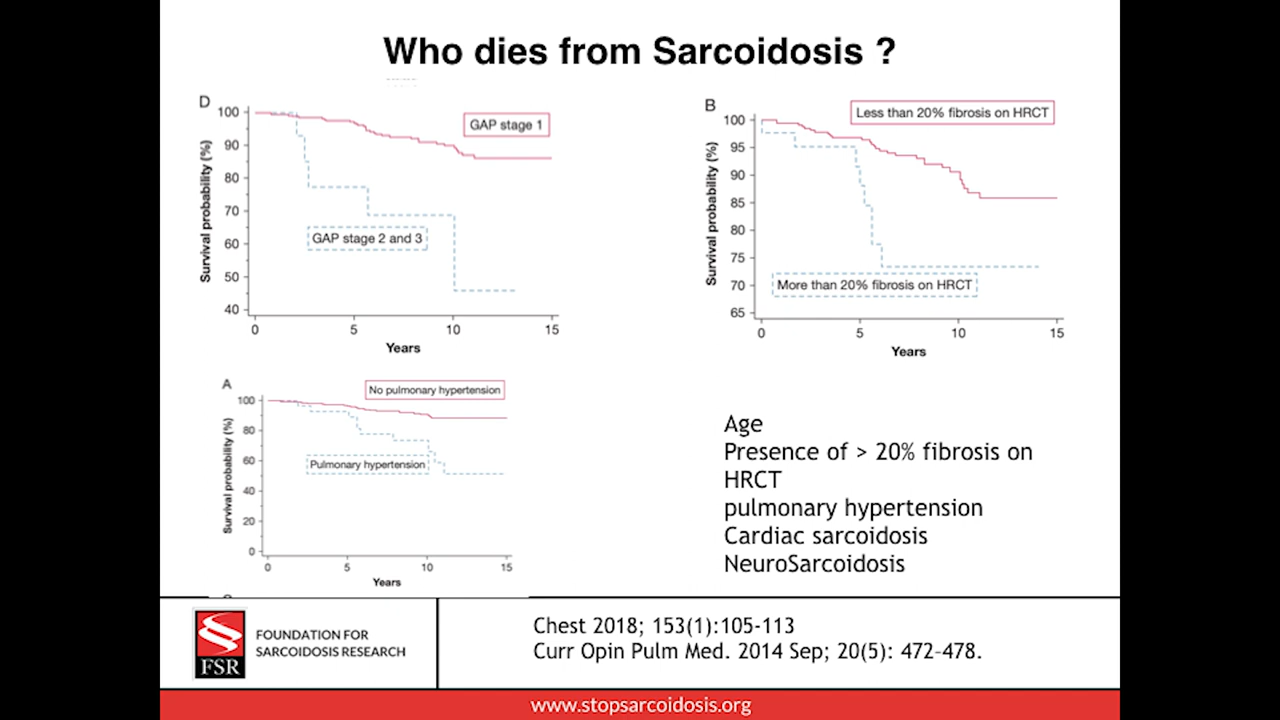 Who dies from Sarcoidosis ?
D
100
90
80
70
60
50
40
Survival probability (%)
GAP stage 1
GAP stage 2 and 3
0 5 10 15
Years
B
100
95
90
85
80
75
70
65
Survival probability (%)
Less than 20% fibrosis on HRCT
More than 20% fibrosis on HRCT
0 5 10 15
Years
A
100
80
60
40
20
0
Survival probability (%)
No pulmonary hypertension
Pulmonary hypertension
0 5 10 15
Years
Age
Presence of > 20% fibrosis on
HRCT
pulmonary hypertension
Cardiac sarcoidosis
NeuroSarcoidosis
FSR
FOUNDATION FOR
SARCOIDOSIS RESEARCH
Chest 2018; 153(1):105-113
Curr Opin Pulm Med. 2014 Sep; 20(5): 472–478.
www.stopsarcoidosis.org